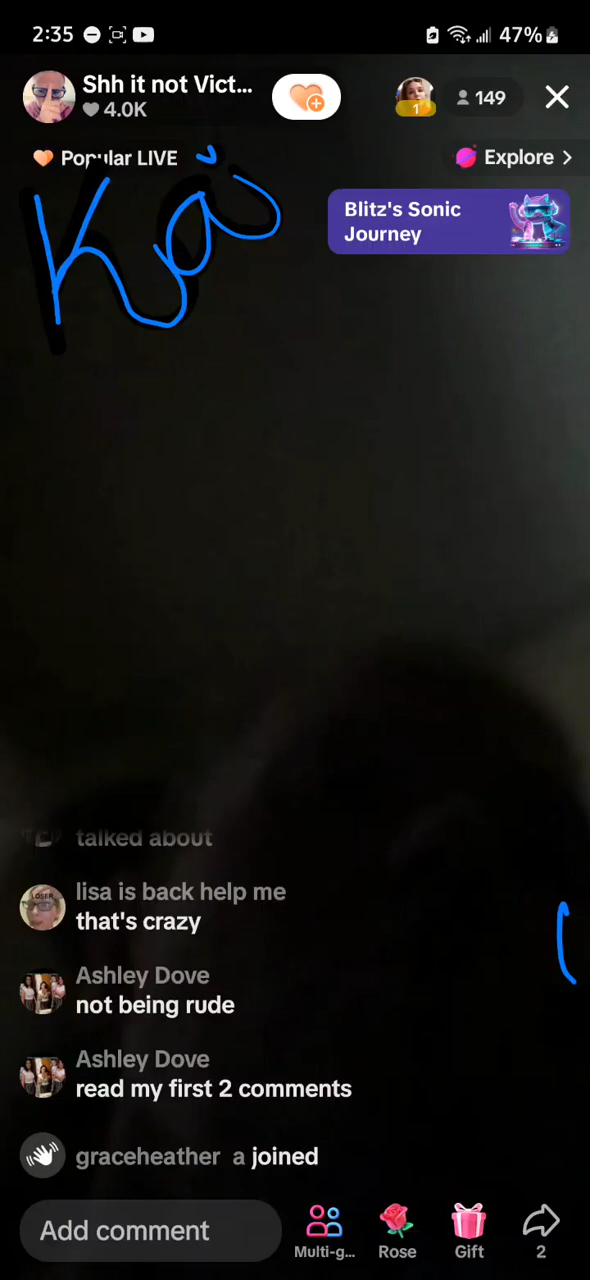 2:35 47%
Shh it not Vict...
4.0K
1
149
Popular LIVE
Explore >
Blitz's Sonic
Journey
talked about
LOSER
lisa is back help me
that's crazy
Ashley Dove
not being rude
Ashley Dove
read my first 2 comments
graceheather a joined
Add comment
Multi-g...
Rose
Gift
2